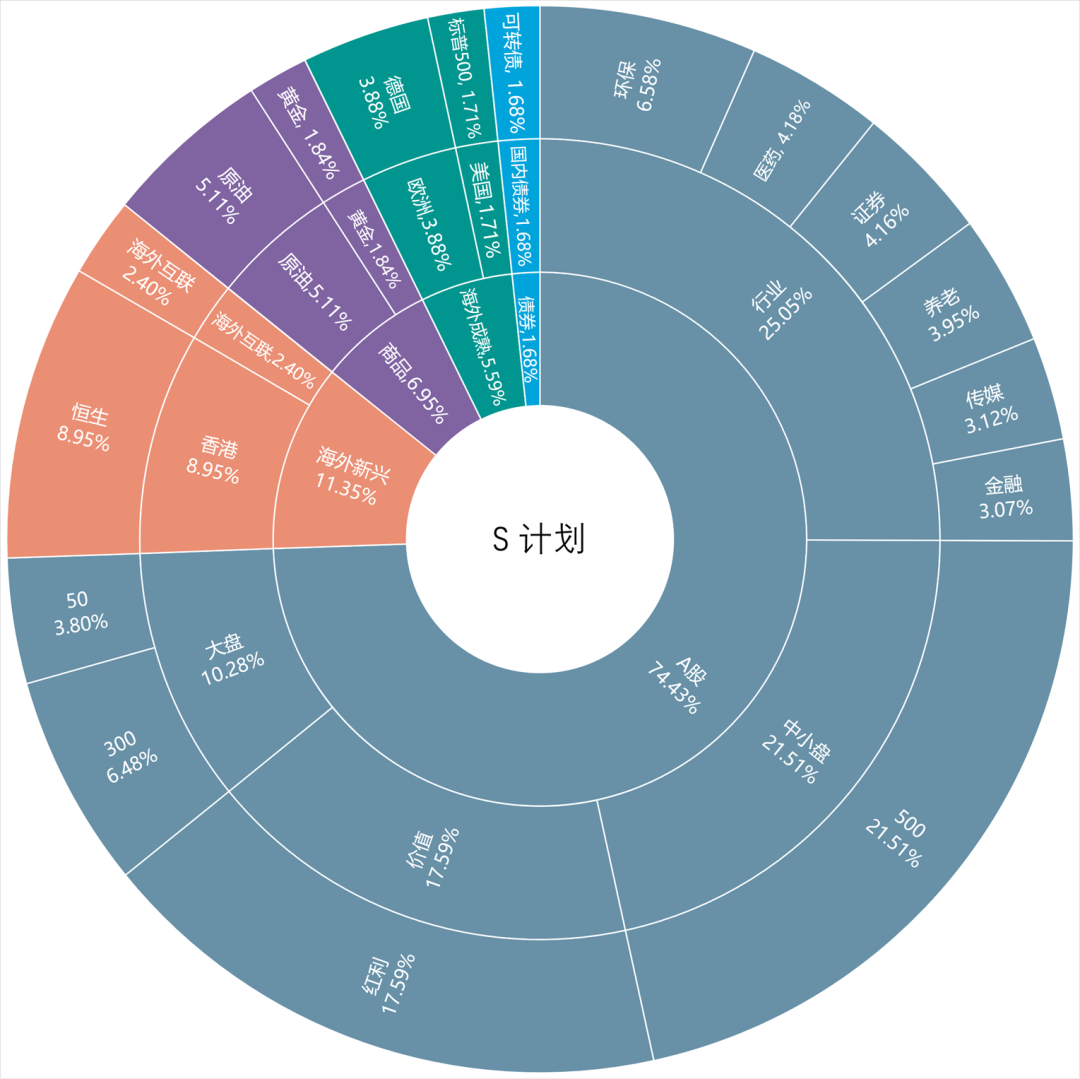 S 计划
A股
74.43%
行业
25.05%
环保
6.58%
医药, 4.18%
证券
4.16%
养老
3.95%
传媒
3.12%
金融
3.07%
中小盘
21.51%
500
21.51%
价值
17.59%
红利
17.59%
大盘
10.28%
300
6.48%
50
3.80%
海外新兴
11.35%
香港
8.95%
恒生
8.95%
海外互联,2.40%
海外互联
2.40%
商品,6.95%
原油,5.11%
原油
5.11%
黄金,1.84%
黄金, 1.84%
海外成熟,5.59%
欧洲,3.88%
德国
3.88%
美国,1.71%
标普500, 1.71%
债券,1.68%
国内债券,1.68%
可转债, 1.68%